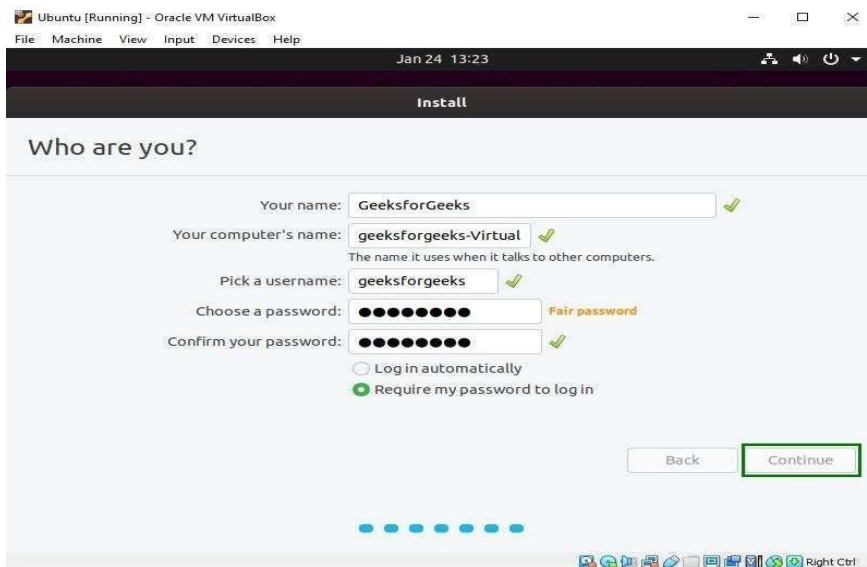 Ubuntu [Running] - Oracle VM VirtualBox
File Machine View Input Devices Help
Jan 24 13:23
Install
Who are you?
Your name: GeeksforGeeks
Your computer's name: geeksforgeeks-Virtual
The name it uses when it talks to other computers.
Pick a username: geeksforgeeks
Choose a password: ●●●●●●●● Fair password
Confirm your password: ●●●●●●●●
Log in automatically
Require my password to log in
Back Continue
Right Ctrl